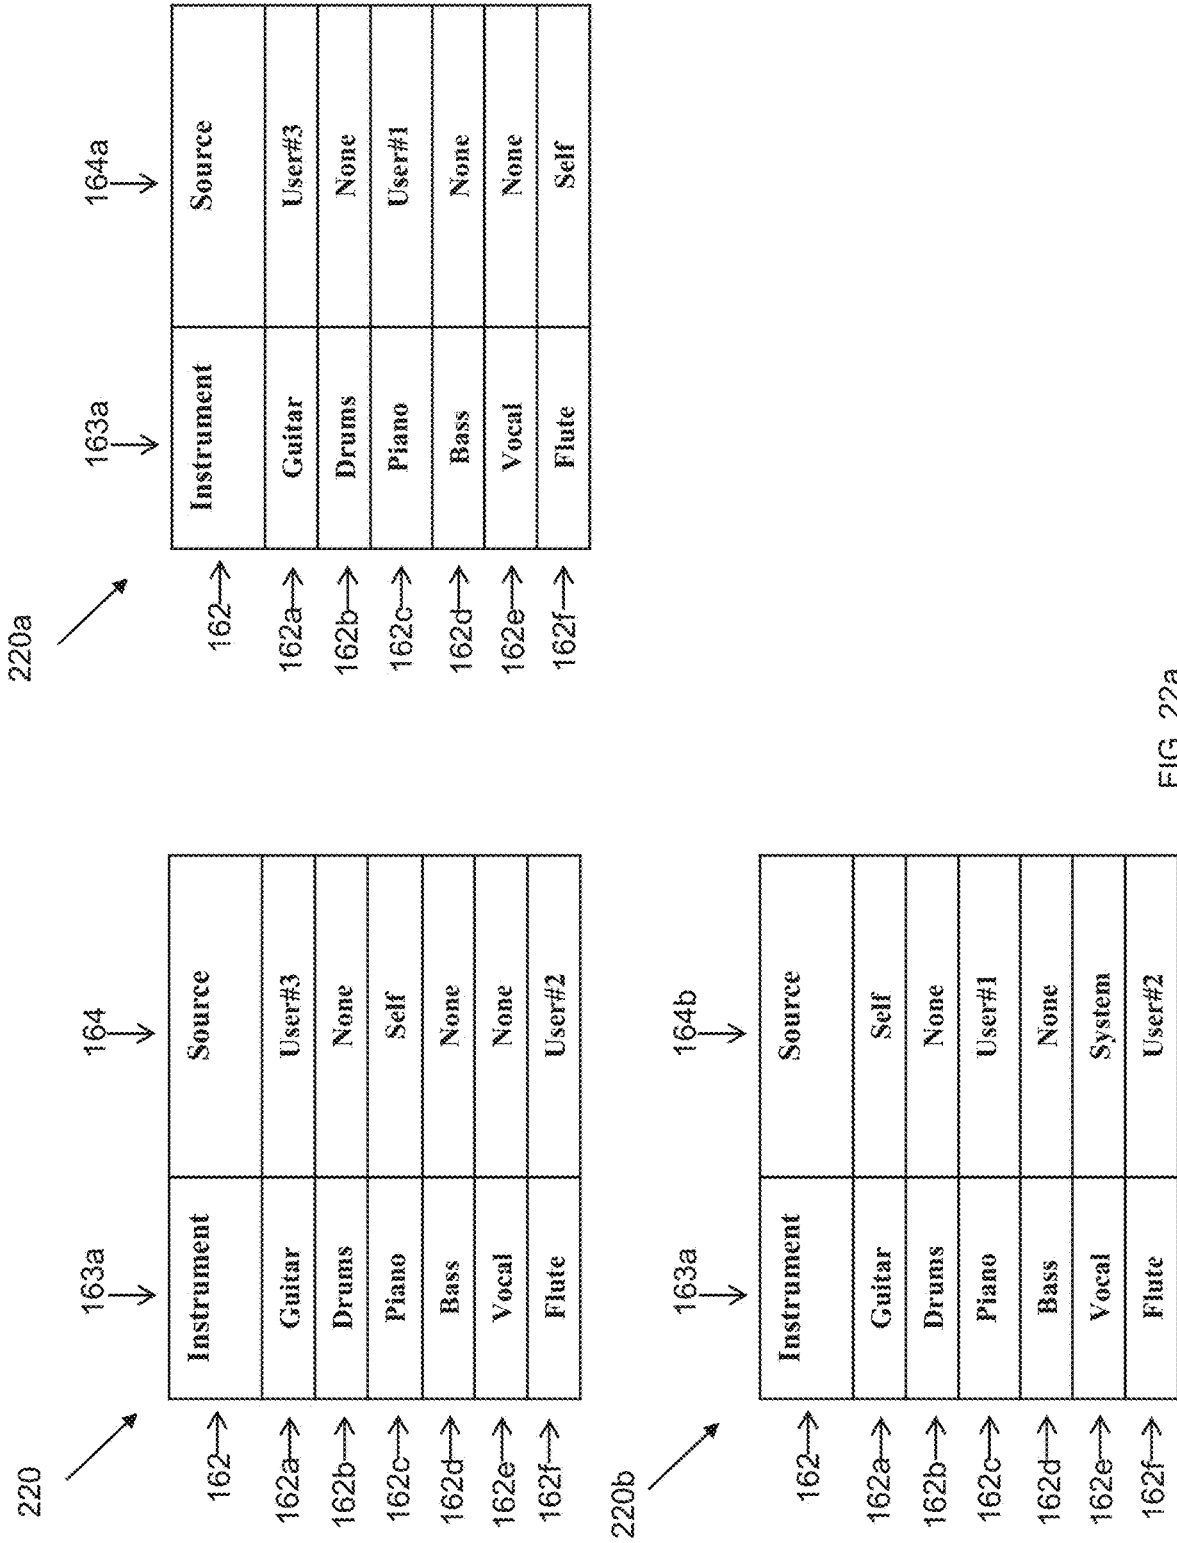 220
163a 164
162 Instrument Source
162a Guitar User#3
162b Drums None
162c Piano Self
162d Bass None
162e Vocal None
162f Flute User#2
220a
163a 164a
162 Instrument Source
162a Guitar User#3
162b Drums None
162c Piano User#1
162d Bass None
162e Vocal None
162f Flute Self
220b
163a 164b
162 Instrument Source
162a Guitar Self
162b Drums None
162c Piano User#1
162d Bass None
162e Vocal System
162f Flute User#2
FIG. 22a